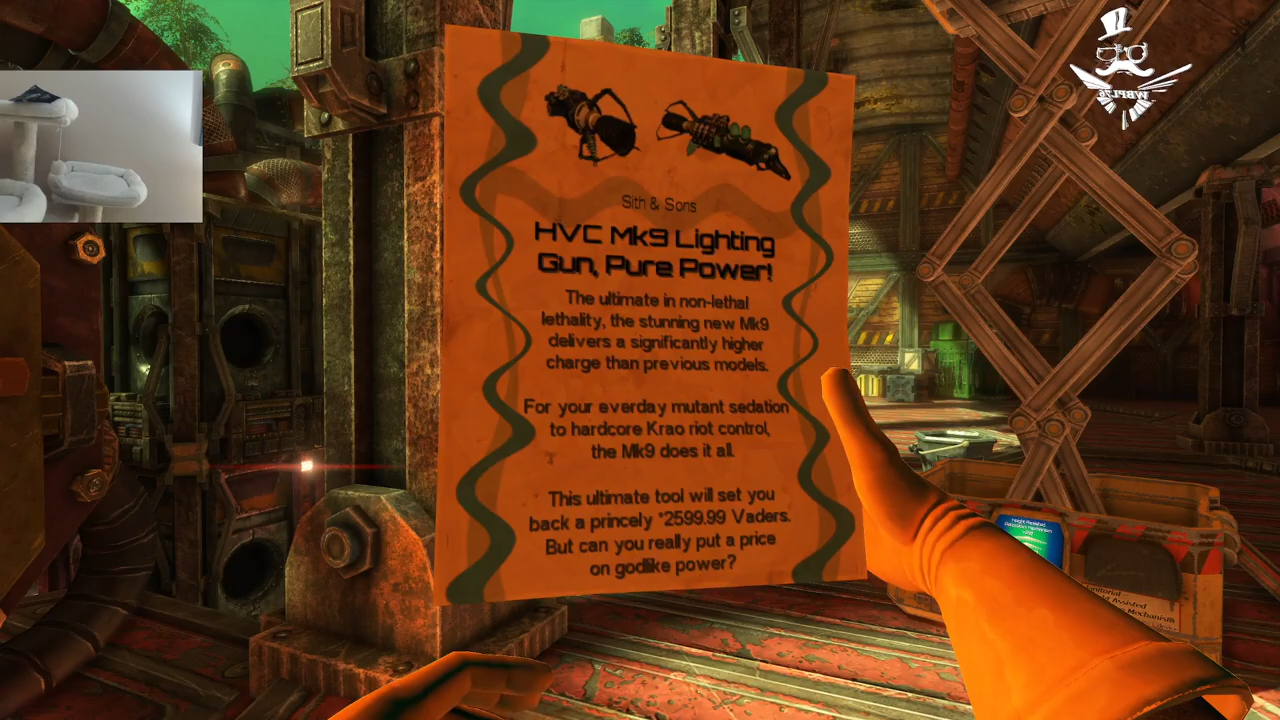 Sith & Sons
HVC Mk9 Lighting
Gun, Pure Power!
The ultimate in non-lethal
lethality, the stunning new Mk9
delivers a significantly higher
charge than previous models.
For your everday mutant sedation
to hardcore Krao riot control,
the Mk9 does it all.
This ultimate tool will set you
back a princely *2599.99 Vaders.
But can you really put a price
on godlike power?